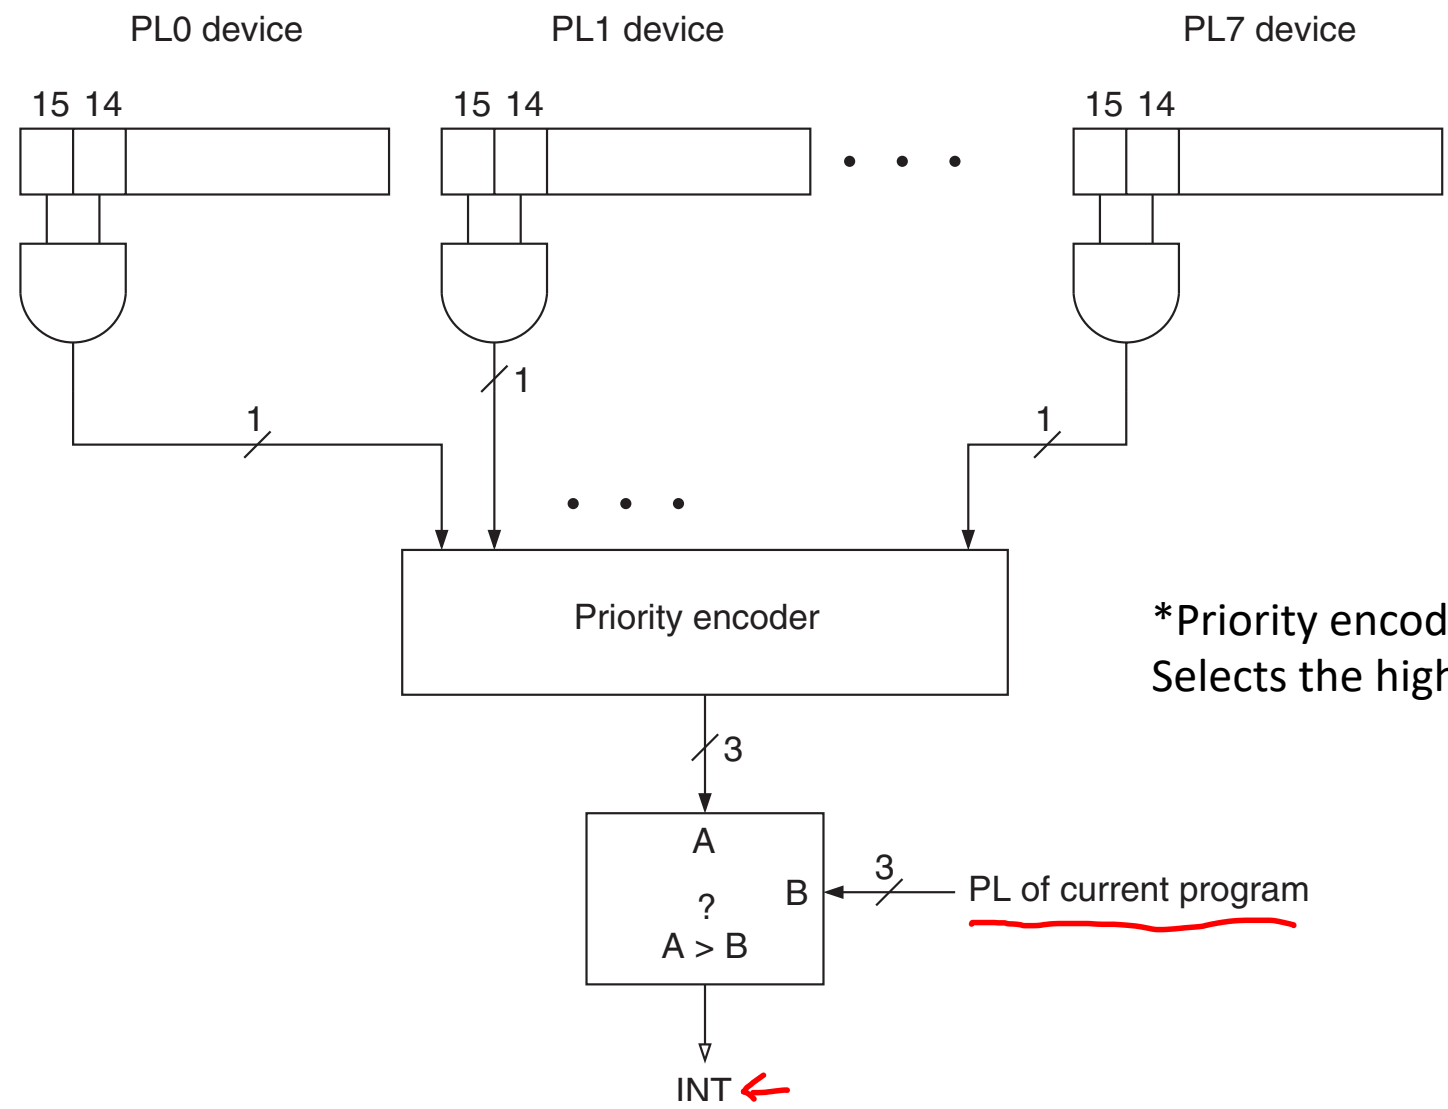 PL0 device PL1 device PL7 device
15 14 15 14 15 14
1
1 1
Priority encoder
*Priority encod
Selects the high
3
A
3
B PL of current program
?
A > B
INT